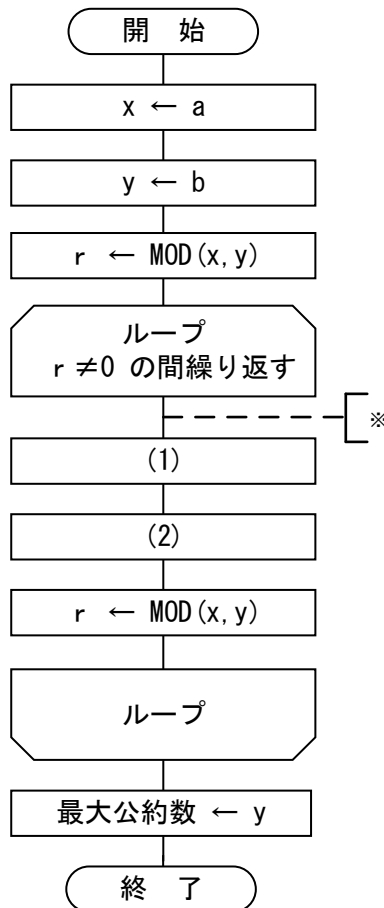 開 始
x ← a
y ← b
r ← MOD(x,y)
ループ
r≠0 の間繰り返す
※
(1)
(2)
r ← MOD(x,y)
ループ
最大公約数 ← y
終 了